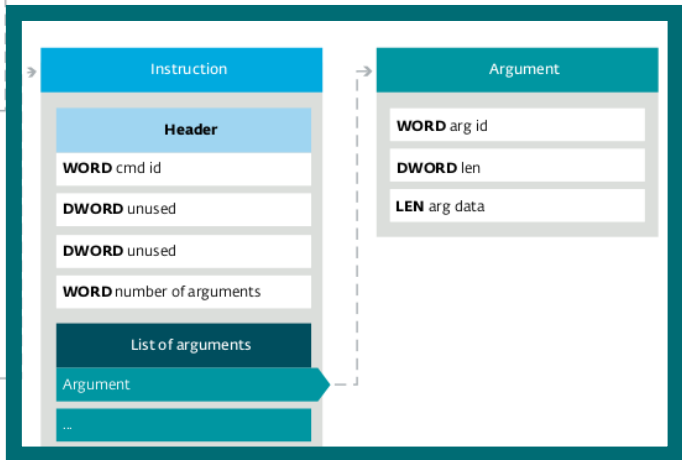 Instruction
Header
WORD cmd id
DWORD unused
DWORD unused
WORD number of arguments
List of arguments
Argument
...
Argument
WORD arg id
DWORD len
LEN arg data